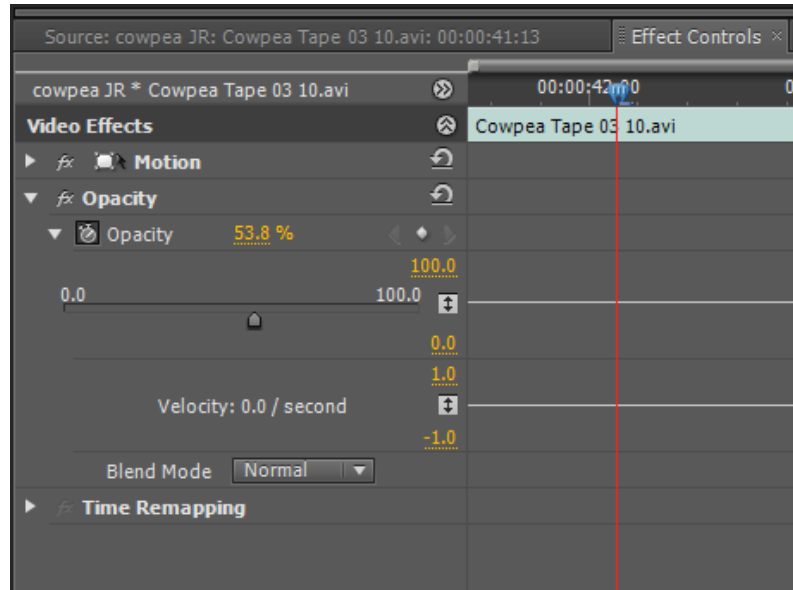 Source: cowpea JR: Cowpea Tape 03 10.avi: 00:00:41:13 Effect Controls ×
cowpea JR * Cowpea Tape 03 10.avi 00:00:42:00
Video Effects Cowpea Tape 03 10.avi
fx Motion
fx Opacity
Opacity 53.8 %
100.0
0.0 100.0
0.0
1.0
Velocity: 0.0 / second
-1.0
Blend Mode Normal
fx Time Remapping